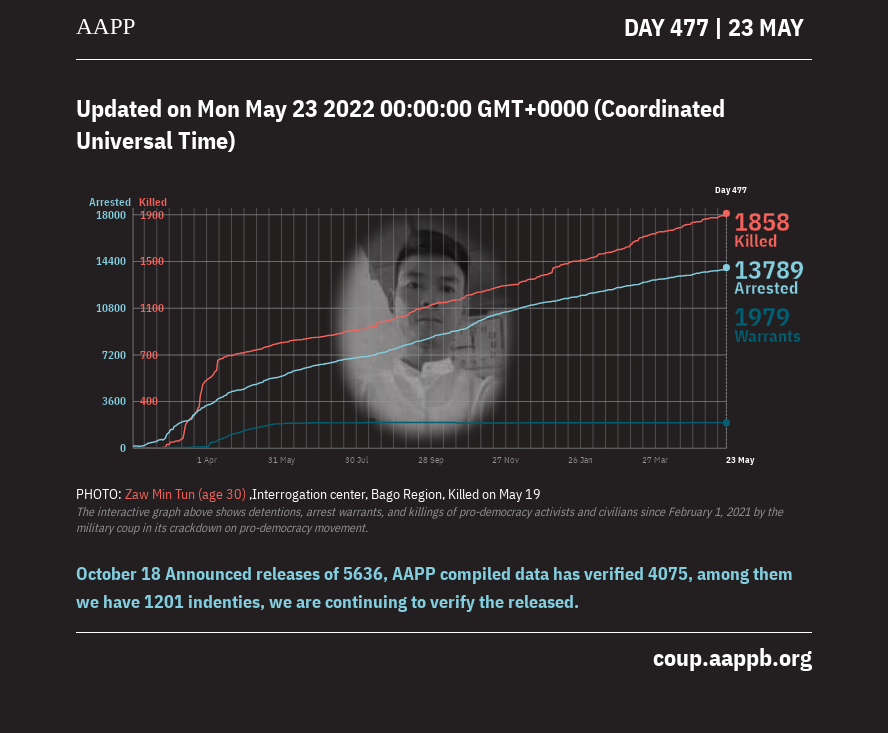 AAPP
DAY 477 | 23 MAY
Updated on Mon May 23 2022 00:00:00 GMT+0000 (Coordinated
Universal Time)
Day 477
Arrested Killed
18000 1900
14400 1500
10800 1100
7200 700
3600 400
0
1858
Killed
13789
Arrested
1979
Warrants
1 Apr 31 May 30 Jul 28 Sep 27 Nov 26 Jan 27 Mar 23 May
PHOTO: Zaw Min Tun (age 30) ,Interrogation center, Bago Region, Killed on May 19
The interactive graph above shows detentions, arrest warrants, and killings of pro-democracy activists and civilians since February 1, 2021 by the
military coup in its crackdown on pro-democracy movement.
October 18 Announced releases of 5636, AAPP compiled data has verified 4075, among them
we have 1201 indenties, we are continuing to verify the released.
coup.aappb.org